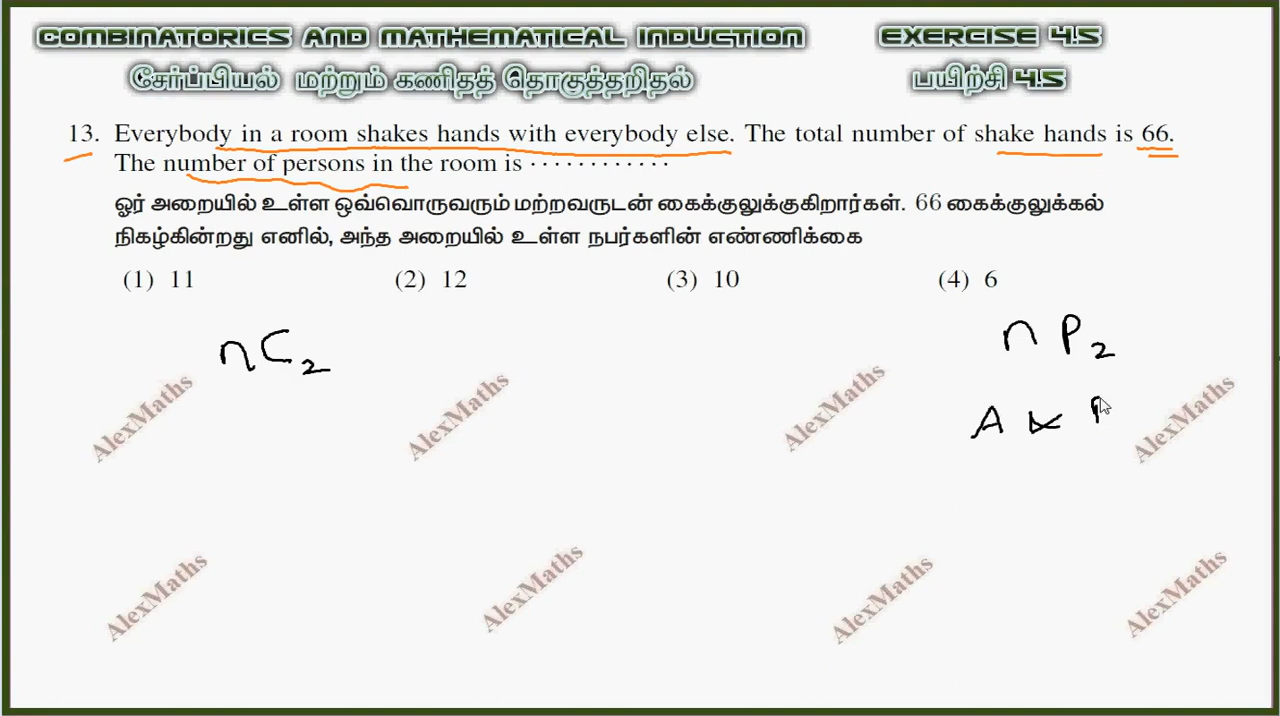 COMBINATORICS AND MATHEMATICAL INDUCTION EXERCISE 4.5
சேர்ப்பியல் மற்றும் கணிதத் தொகுத்தறிதல் பயிற்சி 4.5
13. Everybody in a room shakes hands with everybody else. The total number of shake hands is 66.
The number of persons in the room is ············
ஓர் அறையில் உள்ள ஒவ்வொருவரும் மற்றவருடன் கைக்குலுக்குகிறார்கள். 66 கைக்குலுக்கல்
நிகழ்கின்றது எனில், அந்த அறையில் உள்ள நபர்களின் எண்ணிக்கை
(1) 11 (2) 12 (3) 10 (4) 6
nC2 nP2
A
AlexMaths AlexMaths AlexMaths AlexMaths
AlexMaths AlexMaths AlexMaths AlexMaths